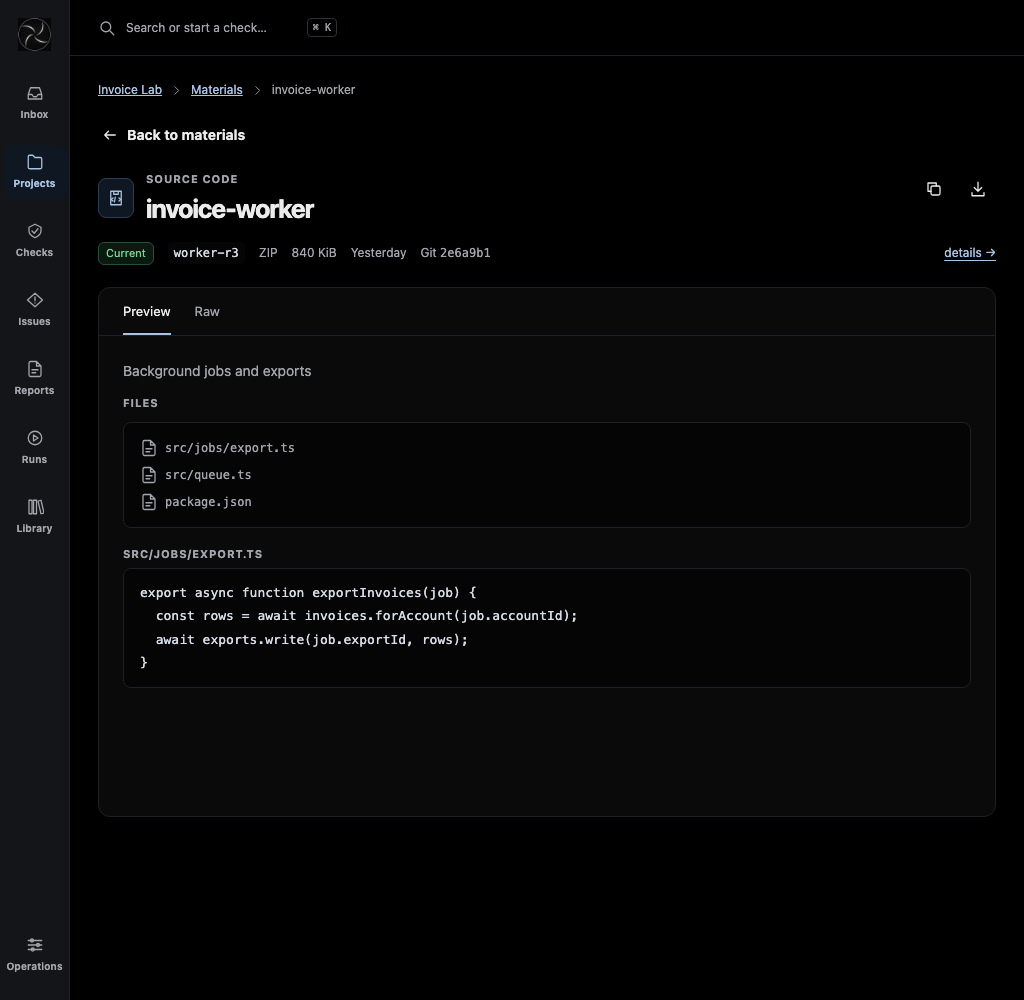 Search or start a check... ⌘ K
Inbox
Projects
Checks
Issues
Reports
Runs
Library
Operations
Invoice Lab > Materials > invoice-worker
← Back to materials
SOURCE CODE
invoice-worker
Current worker-r3 ZIP 840 KiB Yesterday Git 2e6a9b1 details →
Preview Raw
Background jobs and exports
FILES
src/jobs/export.ts
src/queue.ts
package.json
SRC/JOBS/EXPORT.TS
export async function exportInvoices(job) {
  const rows = await invoices.forAccount(job.accountId);
  await exports.write(job.exportId, rows);
}